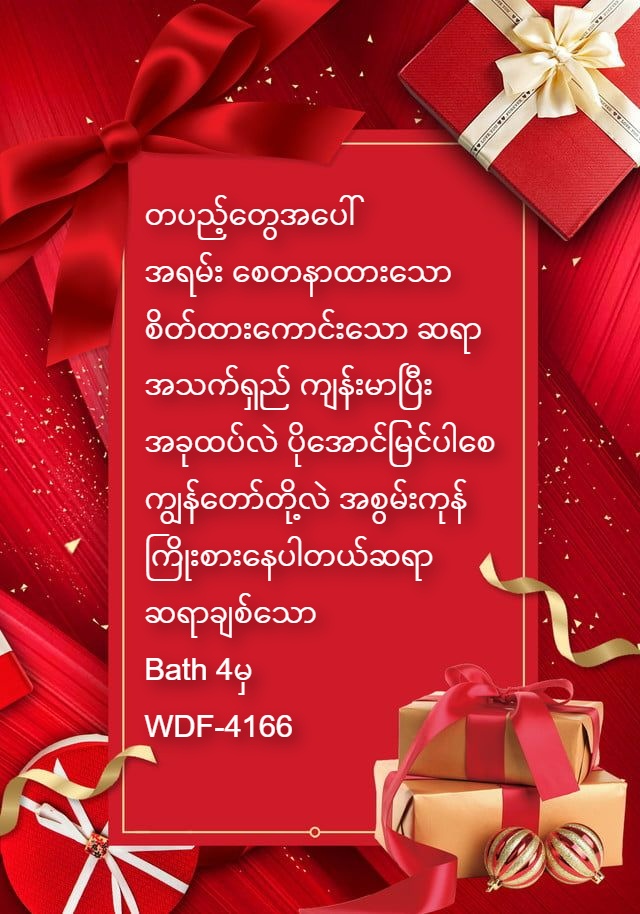 တပည့်တွေအပေါ်
အရမ်း စေတနာထားသော
စိတ်ထားကောင်းသော ဆရာ
အသက်ရှည် ကျန်းမာပြီး
အခုထပ်လဲ ပိုအောင်မြင်ပါစေ
ကျွန်တော်တို့လဲ အစွမ်းကုန်
ကြိုးစားနေပါတယ်ဆရာ
ဆရာချစ်သော
Bath 4မှ
WDF-4166